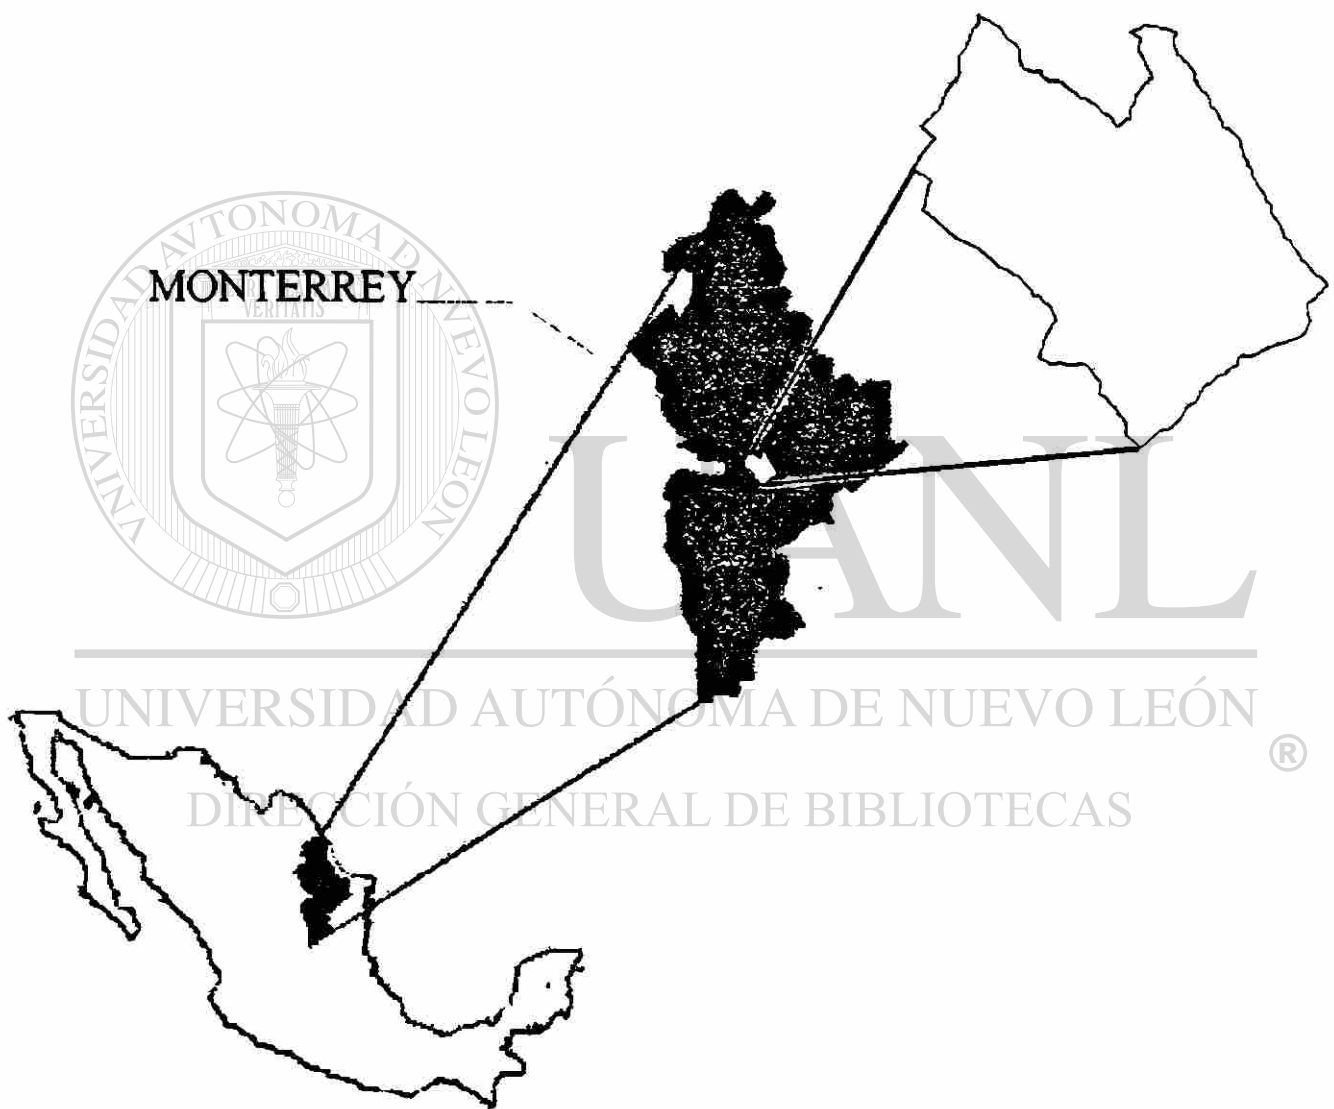 MONTERREY
UNIVERSIDAD AUTÓNOMA DE NUEVO LEÓN
VERITATIS
UANL
UNIVERSIDAD AUTÓNOMA DE NUEVO LEÓN
®
DIRECCIÓN GENERAL DE BIBLIOTECAS